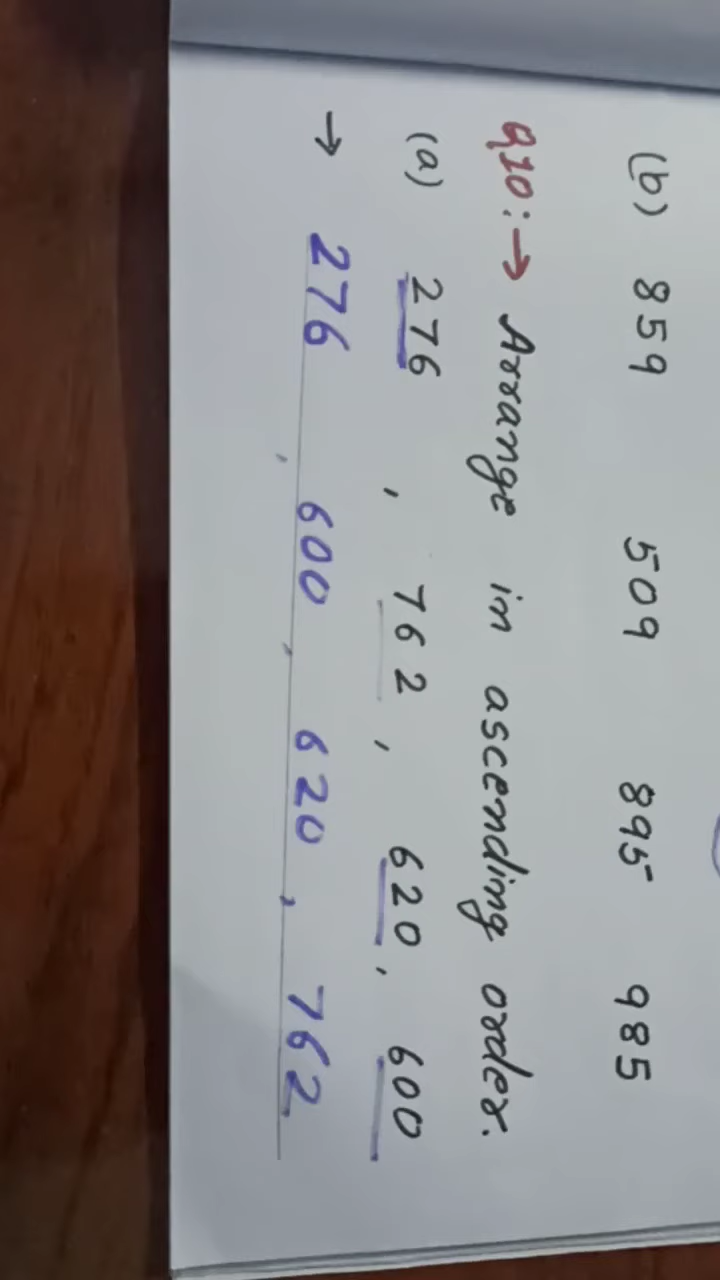 (b) 859 509 895 985
Q10:→ Arrange in ascending order.
(a) 276 , 762 , 620 , 600
→ 276 , 600 , 620 , 762